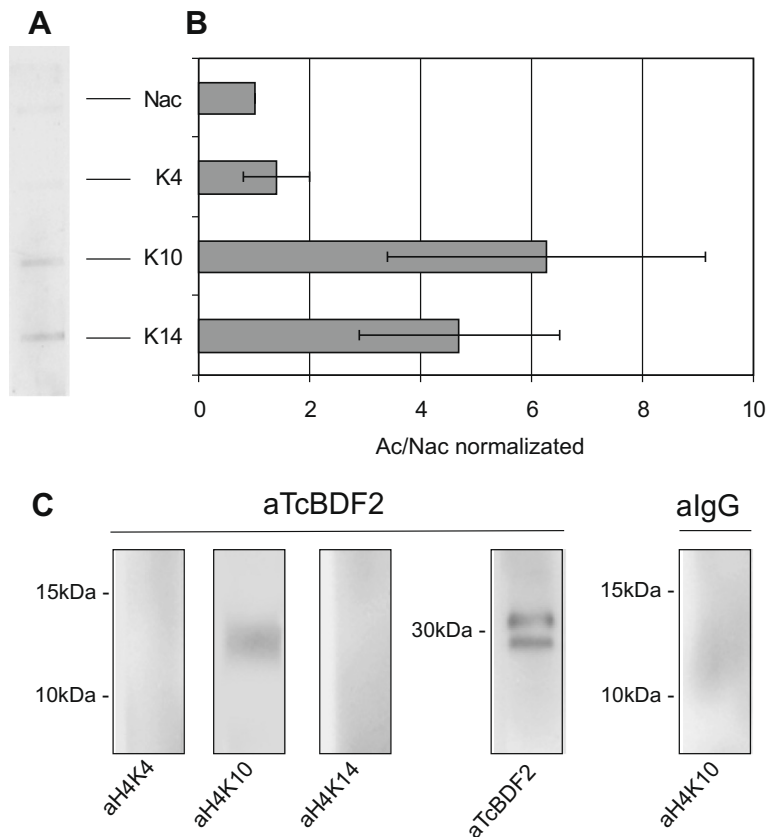 A B
Nac
K4
K10
K14
0 2 4 6 8 10
Ac/Nac normalizated
C aTcBDF2 aIgG
15kDa - 15kDa -
30kDa -
10kDa - 10kDa -
aH4K4 aH4K10 aH4K14 aTcBDF2 aH4K10